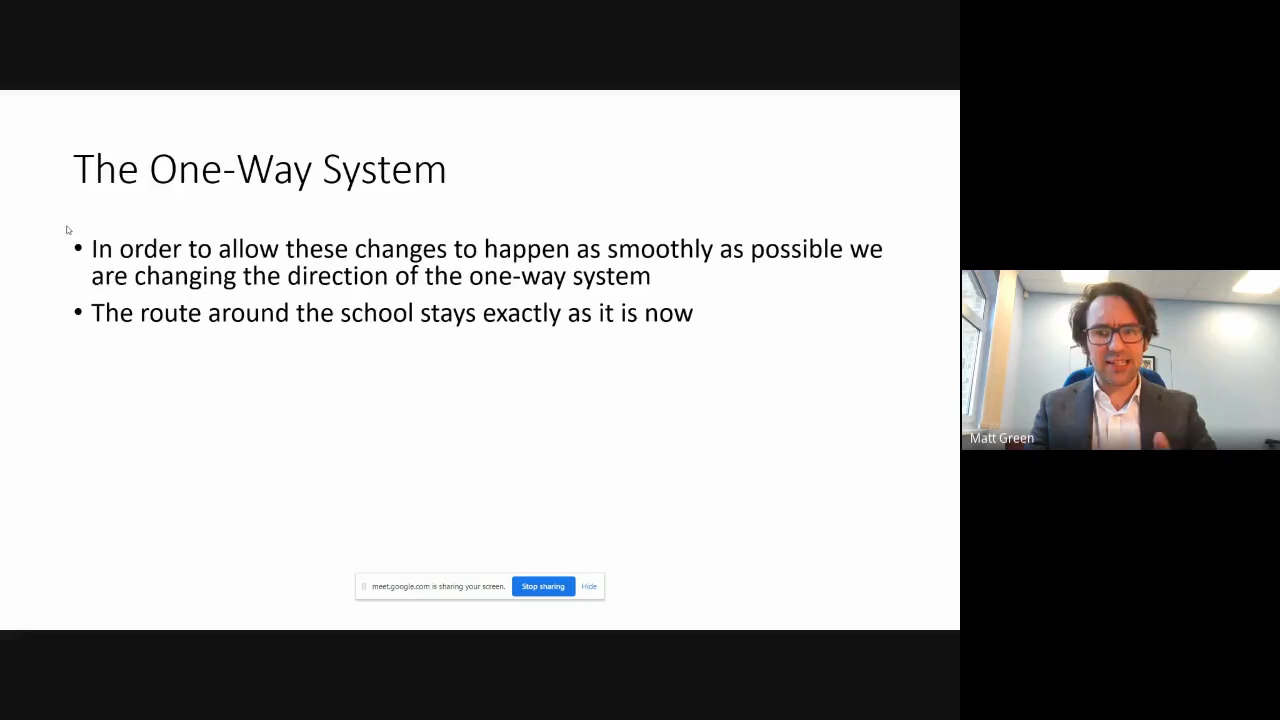 The One-Way System
• In order to allow these changes to happen as smoothly as possible we
are changing the direction of the one-way system
• The route around the school stays exactly as it is now
Matt Green
meet.google.com is sharing your screen. Stop sharing Hide